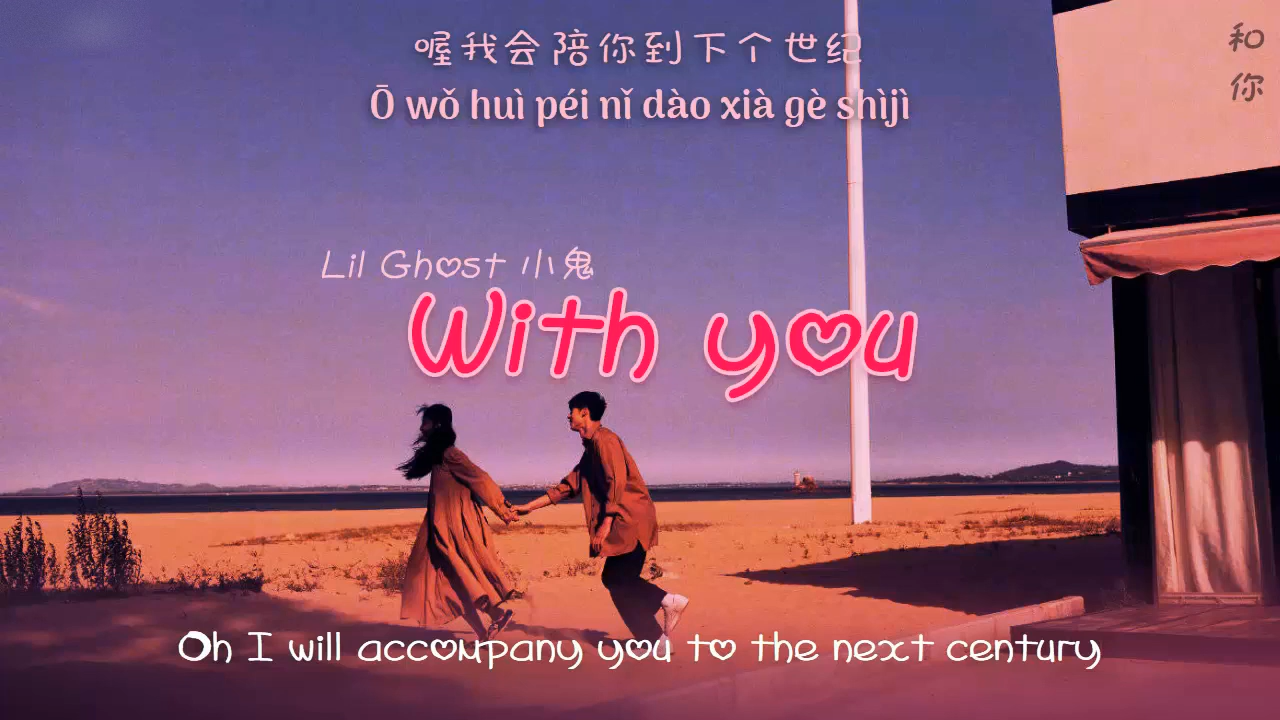 喔我会陪你到下个世纪
Ō wǒ huì péi nǐ dào xià gè shìjì
和你
Lil Ghost 小鬼
With you
Oh I will accompany you to the next century